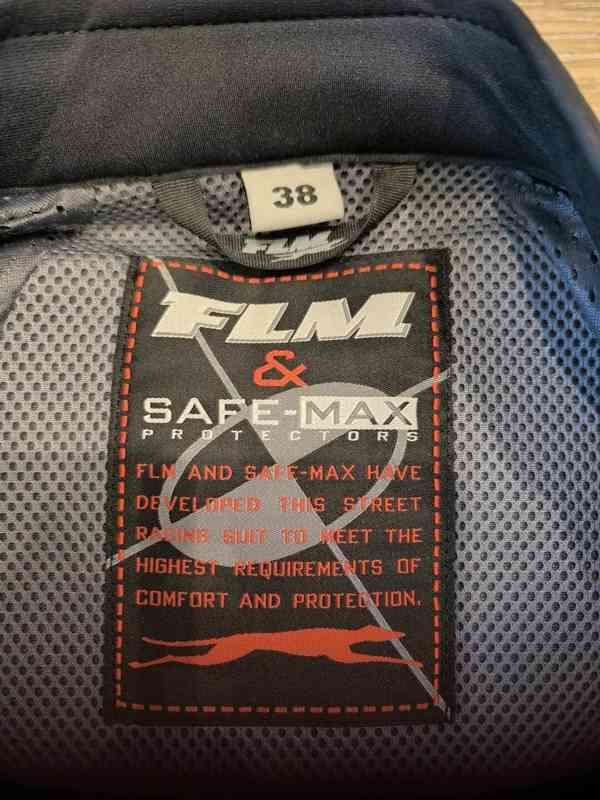 38
FLM
FLM
&
SAFE-MAX
PROTECTORS
FLM AND SAFE-MAX HAVE
DEVELOPED THIS STREET
RACING SUIT TO MEET THE
HIGHEST REQUIREMENTS OF
COMFORT AND PROTECTION.